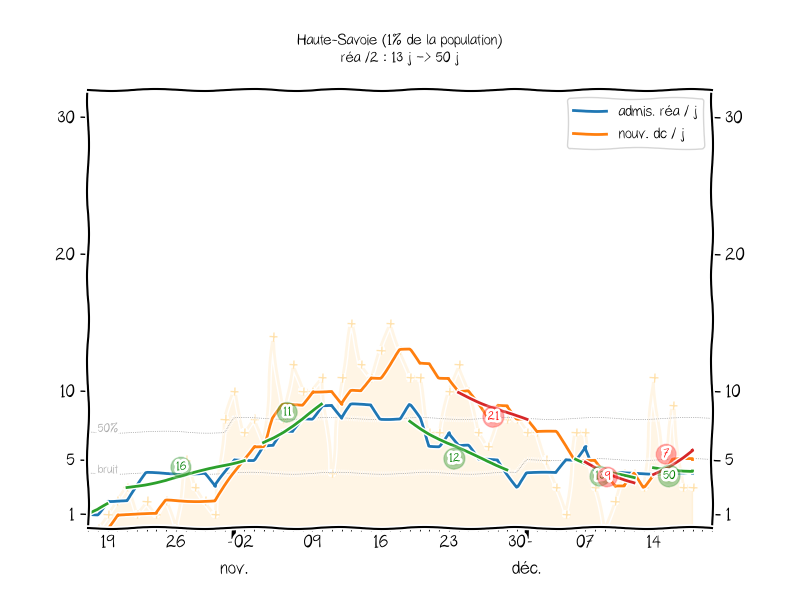 Haute-Savoie (1% de la population)
réa /2 : 13 j -> 50 j
admis. réa / j
nouv. dc / j
30 30
20 20
10 10
5 5
1 1
50%
bruit
16
11
12
21
9
7
50
19 26 02 09 16 23 30 07 14
nov. déc.